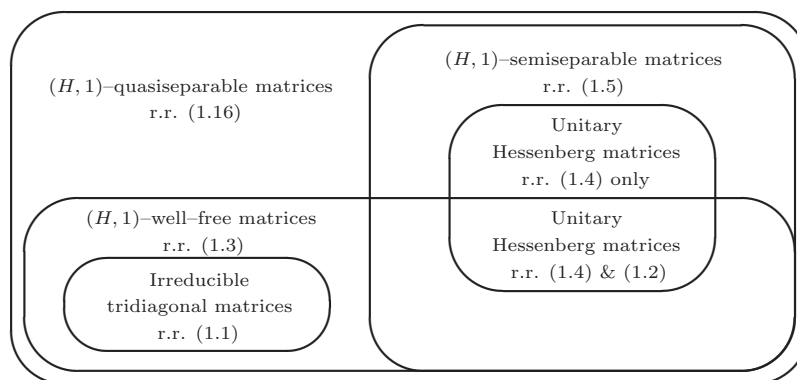 (H, 1)–quasiseparable matrices
r.r. (1.16)
(H, 1)–semiseparable matrices
r.r. (1.5)
Unitary
Hessenberg matrices
r.r. (1.4) only
(H, 1)–well–free matrices
r.r. (1.3)
Irreducible
tridiagonal matrices
r.r. (1.1)
Unitary
Hessenberg matrices
r.r. (1.4) & (1.2)